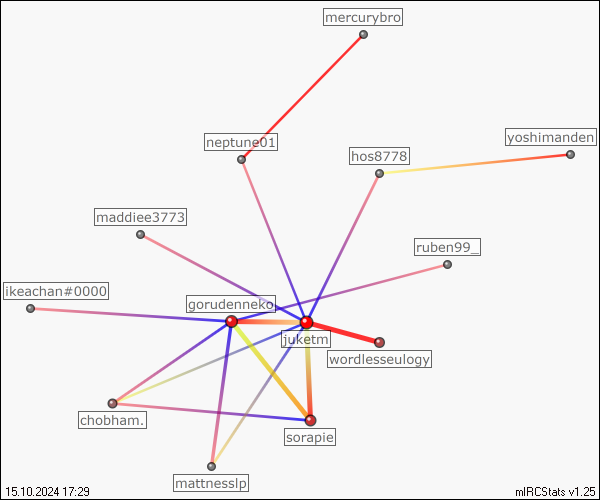 mercurybro
neptune01
yoshimanden
hos8778
maddiee3773
ruben99_
ikeachan#0000
gorudenneko
juketm
wordlesseulogy
chobham.
sorapie
mattnesslp
15.10.2024 17:29
mIRCStats v1.25